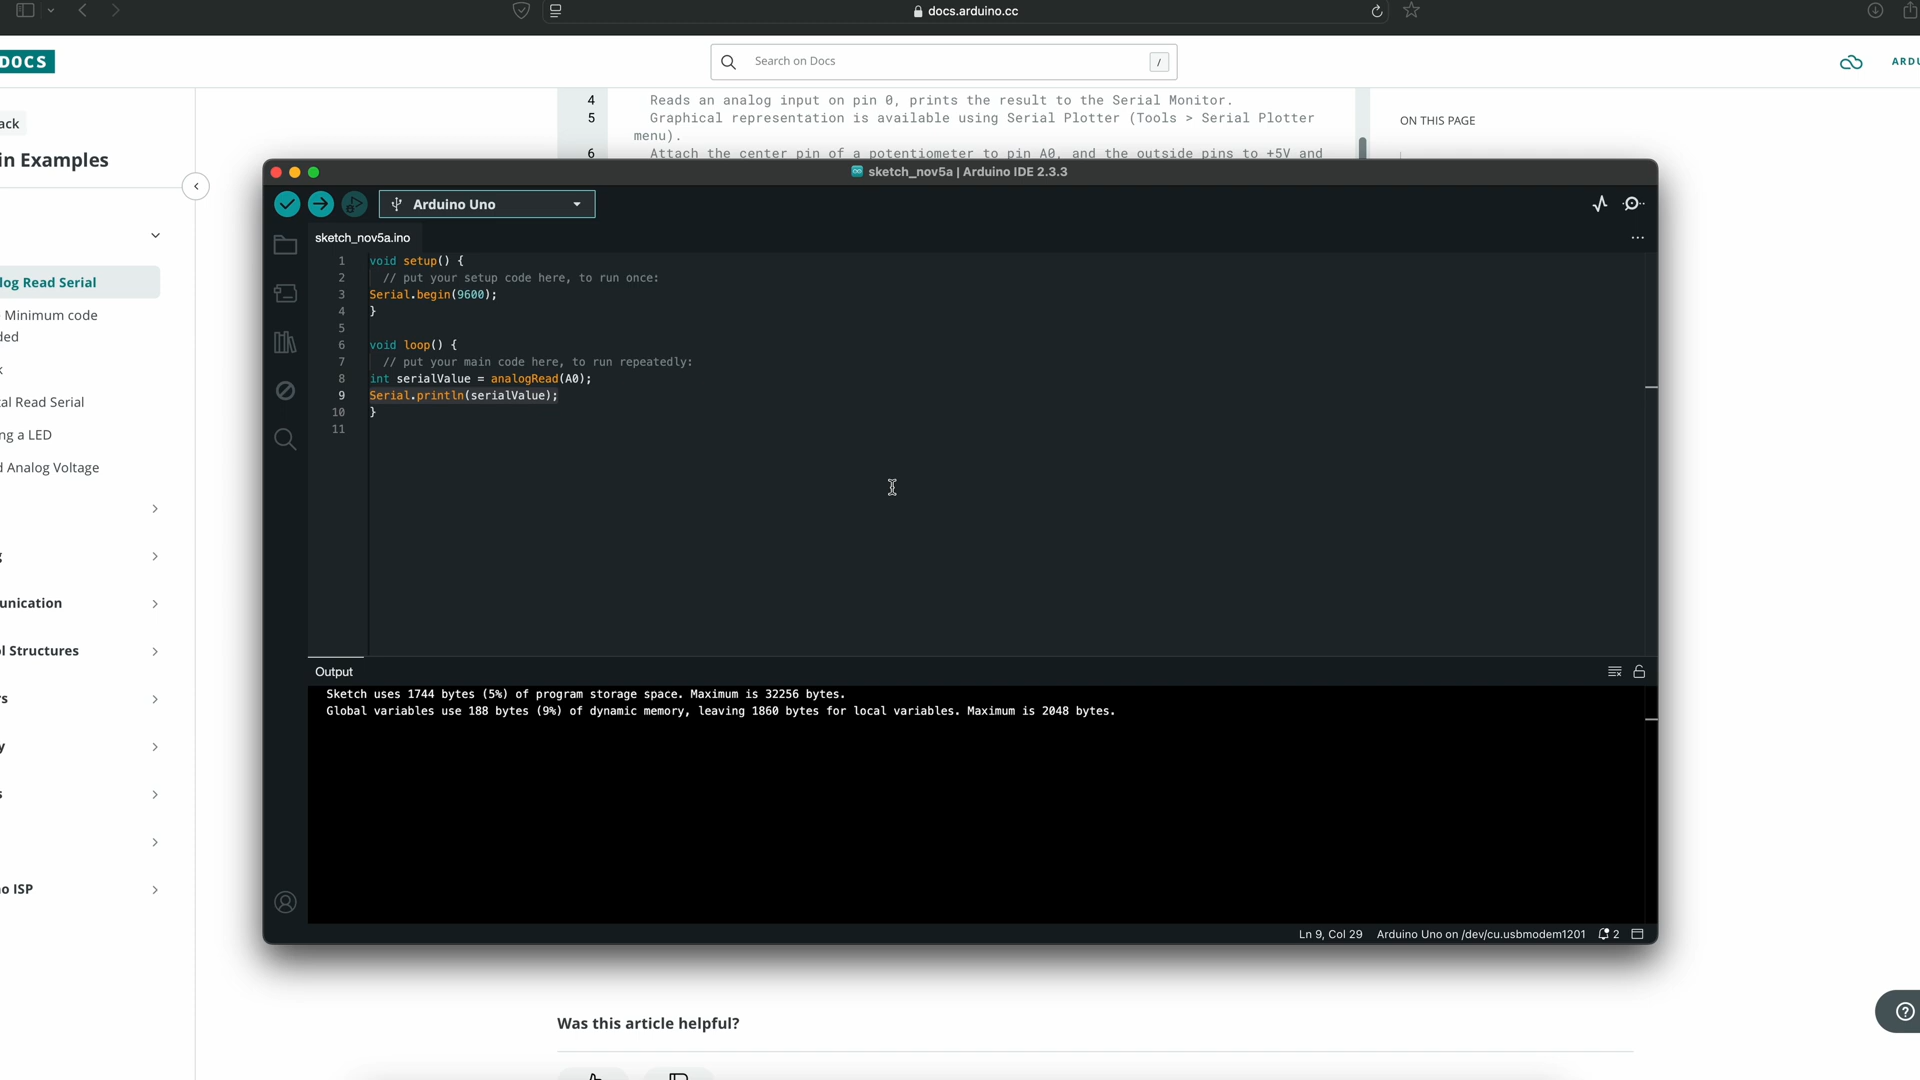 docs.arduino.cc
DOCS
Search on Docs
/
ARDU
ack
in Examples
log Read Serial
Minimum code
ded
k
al Read Serial
ng a LED
d Analog Voltage
g
unication
l Structures
rs
y
s
o ISP
4 Reads an analog input on pin 0, prints the result to the Serial Monitor.
5 Graphical representation is available using Serial Plotter (Tools > Serial Plotter
menu).
6 Attach the center pin of a potentiometer to pin A0, and the outside pins to +5V and
ON THIS PAGE
sketch_nov5a | Arduino IDE 2.3.3
Arduino Uno
sketch_nov5a.ino
1 void setup() {
2 // put your setup code here, to run once:
3 Serial.begin(9600);
4 }
5
6 void loop() {
7 // put your main code here, to run repeatedly:
8 int serialValue = analogRead(A0);
9 Serial.println(serialValue);
10 }
11
Output
Sketch uses 1744 bytes (5%) of program storage space. Maximum is 32256 bytes.
Global variables use 188 bytes (9%) of dynamic memory, leaving 1860 bytes for local variables. Maximum is 2048 bytes.
Ln 9, Col 29 Arduino Uno on /dev/cu.usbmodem1201 2
Was this article helpful?